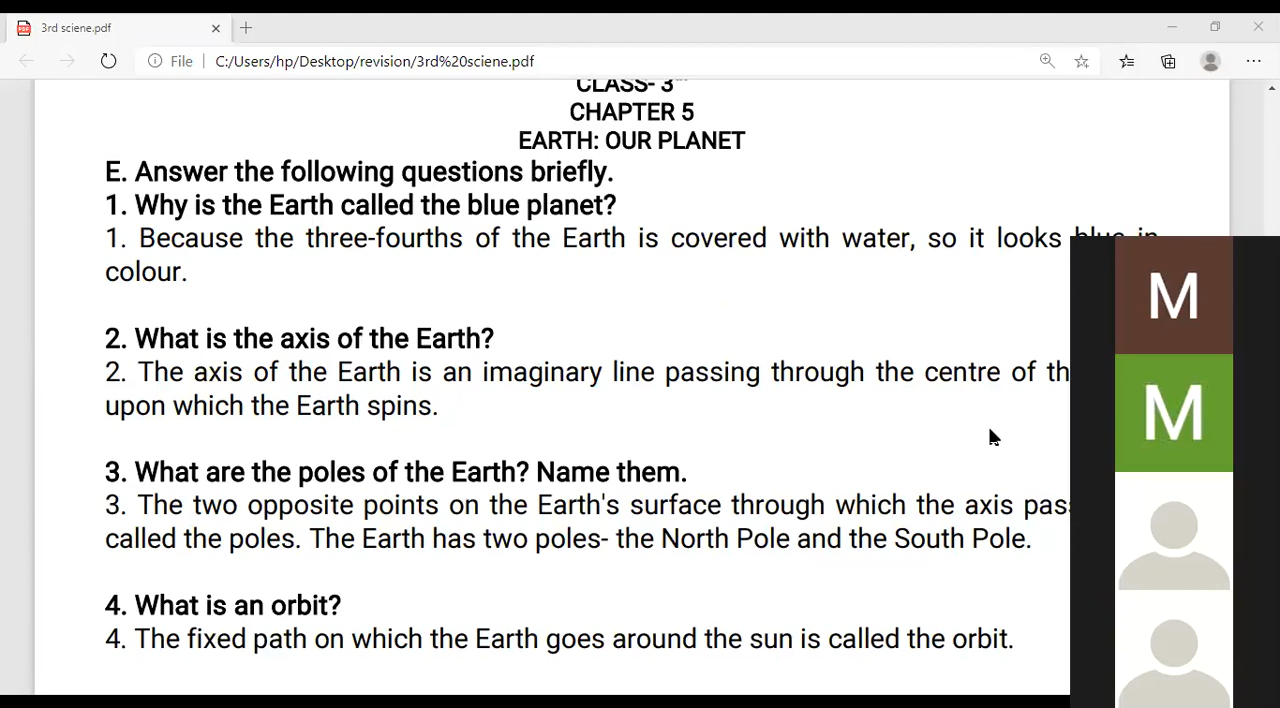 3rd sciene.pdf
File
C:/Users/hp/Desktop/revision/3rd%20sciene.pdf
CLASS- 3
CHAPTER 5
EARTH: OUR PLANET
E. Answer the following questions briefly.
1. Why is the Earth called the blue planet?
1. Because the three-fourths of the Earth is covered with water, so it looks blue in
colour.
2. What is the axis of the Earth?
2. The axis of the Earth is an imaginary line passing through the centre of
upon which the Earth spins.
3. What are the poles of the Earth? Name them.
3. The two opposite points on the Earth's surface through which the axis
called the poles. The Earth has two poles- the North Pole and the South Pole.
4. What is an orbit?
4. The fixed path on which the Earth goes around the sun is called the orbit.
M
M